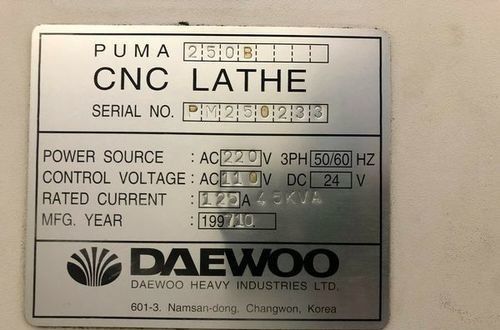 PUMA 250B
CNC LATHE
SERIAL NO. PM250233
POWER SOURCE : AC 220 V 3PH 50/60 HZ
CONTROL VOLTAGE : AC 110 V DC 24 V
RATED CURRENT : 125 A 45KVA
MFG. YEAR : 199710
DAEWOO
DAEWOO HEAVY INDUSTRIES LTD.
601-3. Namsan-dong, Changwon, Korea